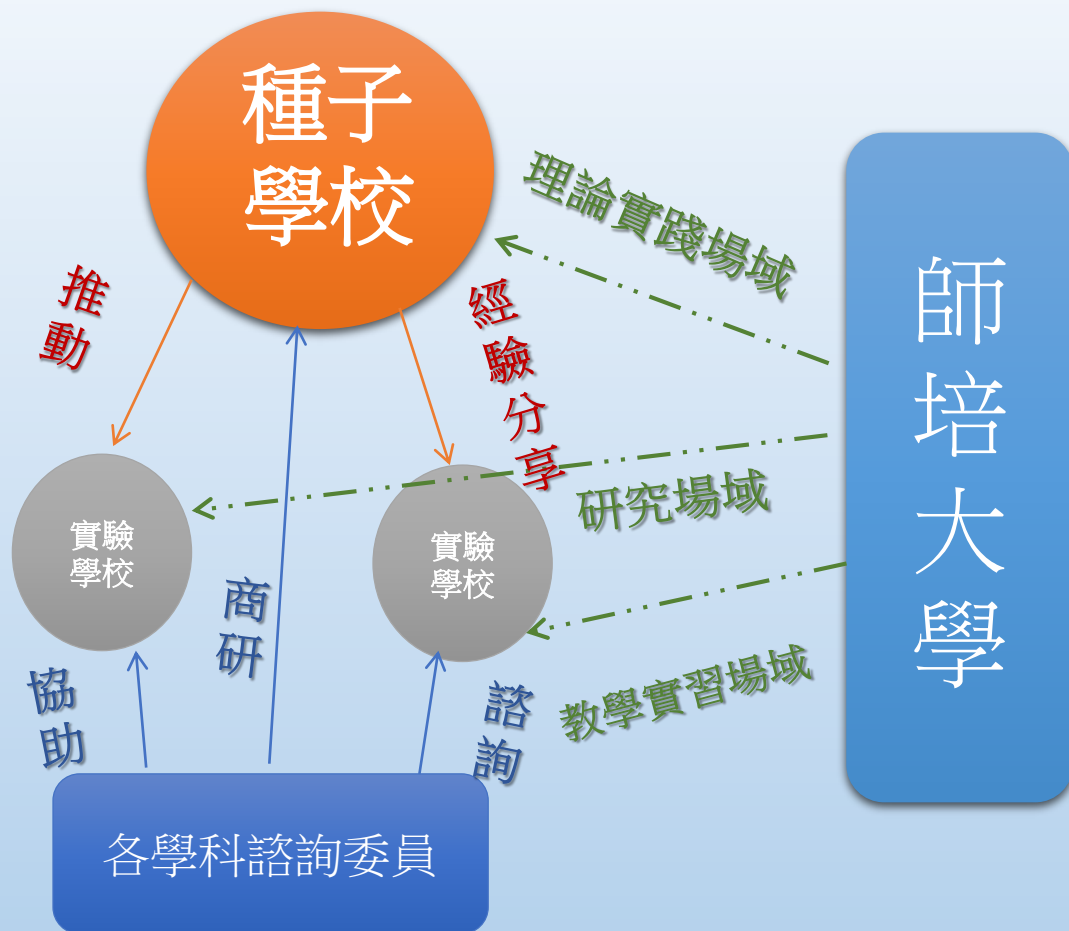 種子
學校
理論實踐場域
推動
經驗分享
師培大學
研究場域
實驗
學校
實驗
學校
商研
協助
諮詢
教學實習場域
各學科諮詢委員